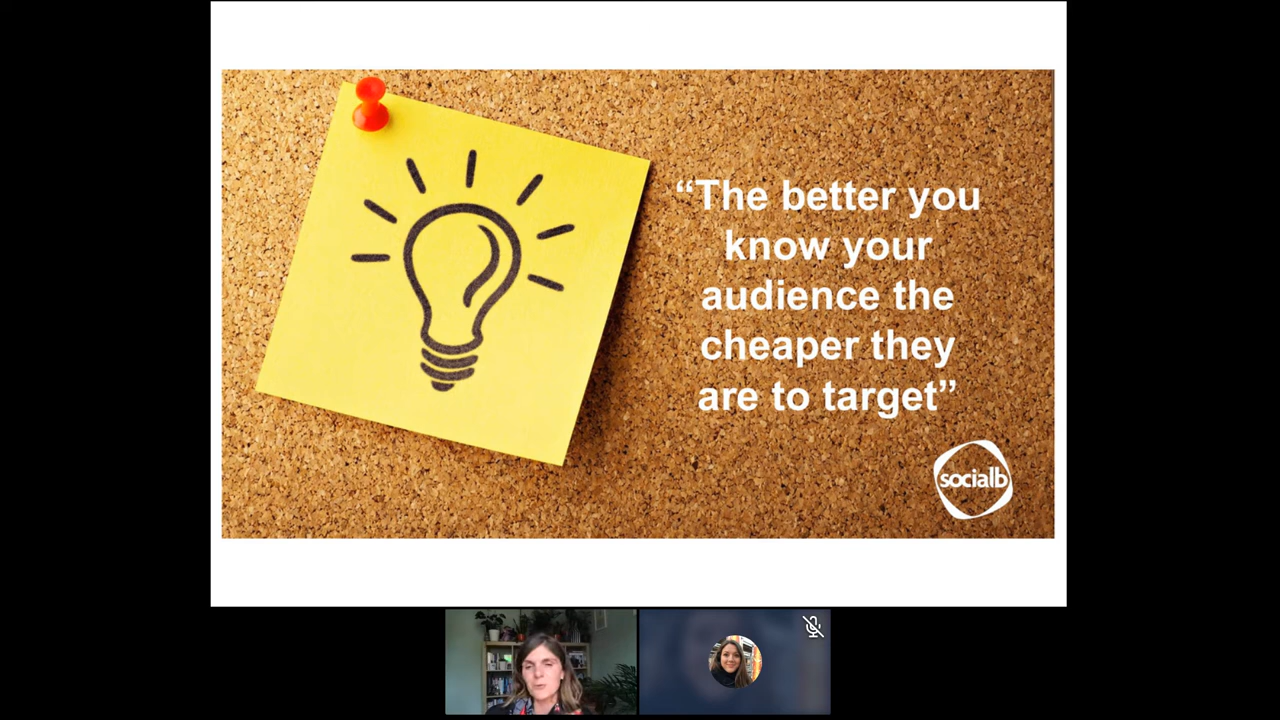 “The better you
know your
audience the
cheaper they
are to target”
socialb